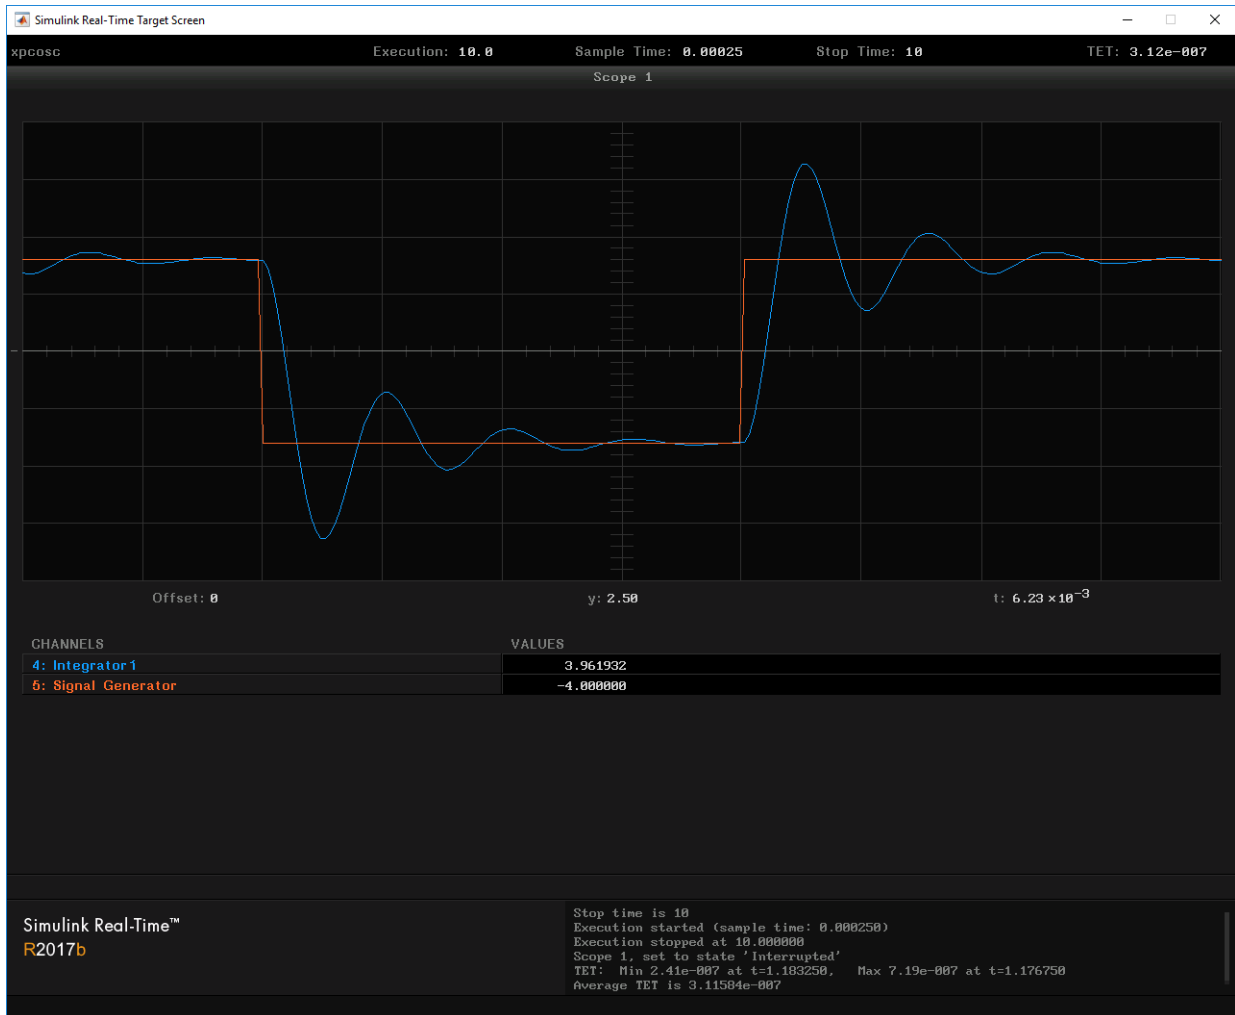 Simulink Real-Time Target Screen
xpcosc Execution: 10.0 Sample Time: 0.00025 Stop Time: 10 TET: 3.12e-007
Scope 1
Offset: 0 y: 2.50 t: 6.23 ×10⁻³
CHANNELS VALUES
4: Integrator1 3.961932
5: Signal Generator -4.000000
Simulink Real-Time™
R2017b
Stop time is 10
Execution started (sample time: 0.000250)
Execution stopped at 10.000000
Scope 1, set to state 'Interrupted'
TET: Min 2.41e-007 at t=1.183250, Max 7.19e-007 at t=1.176750
Average TET is 3.11584e-007